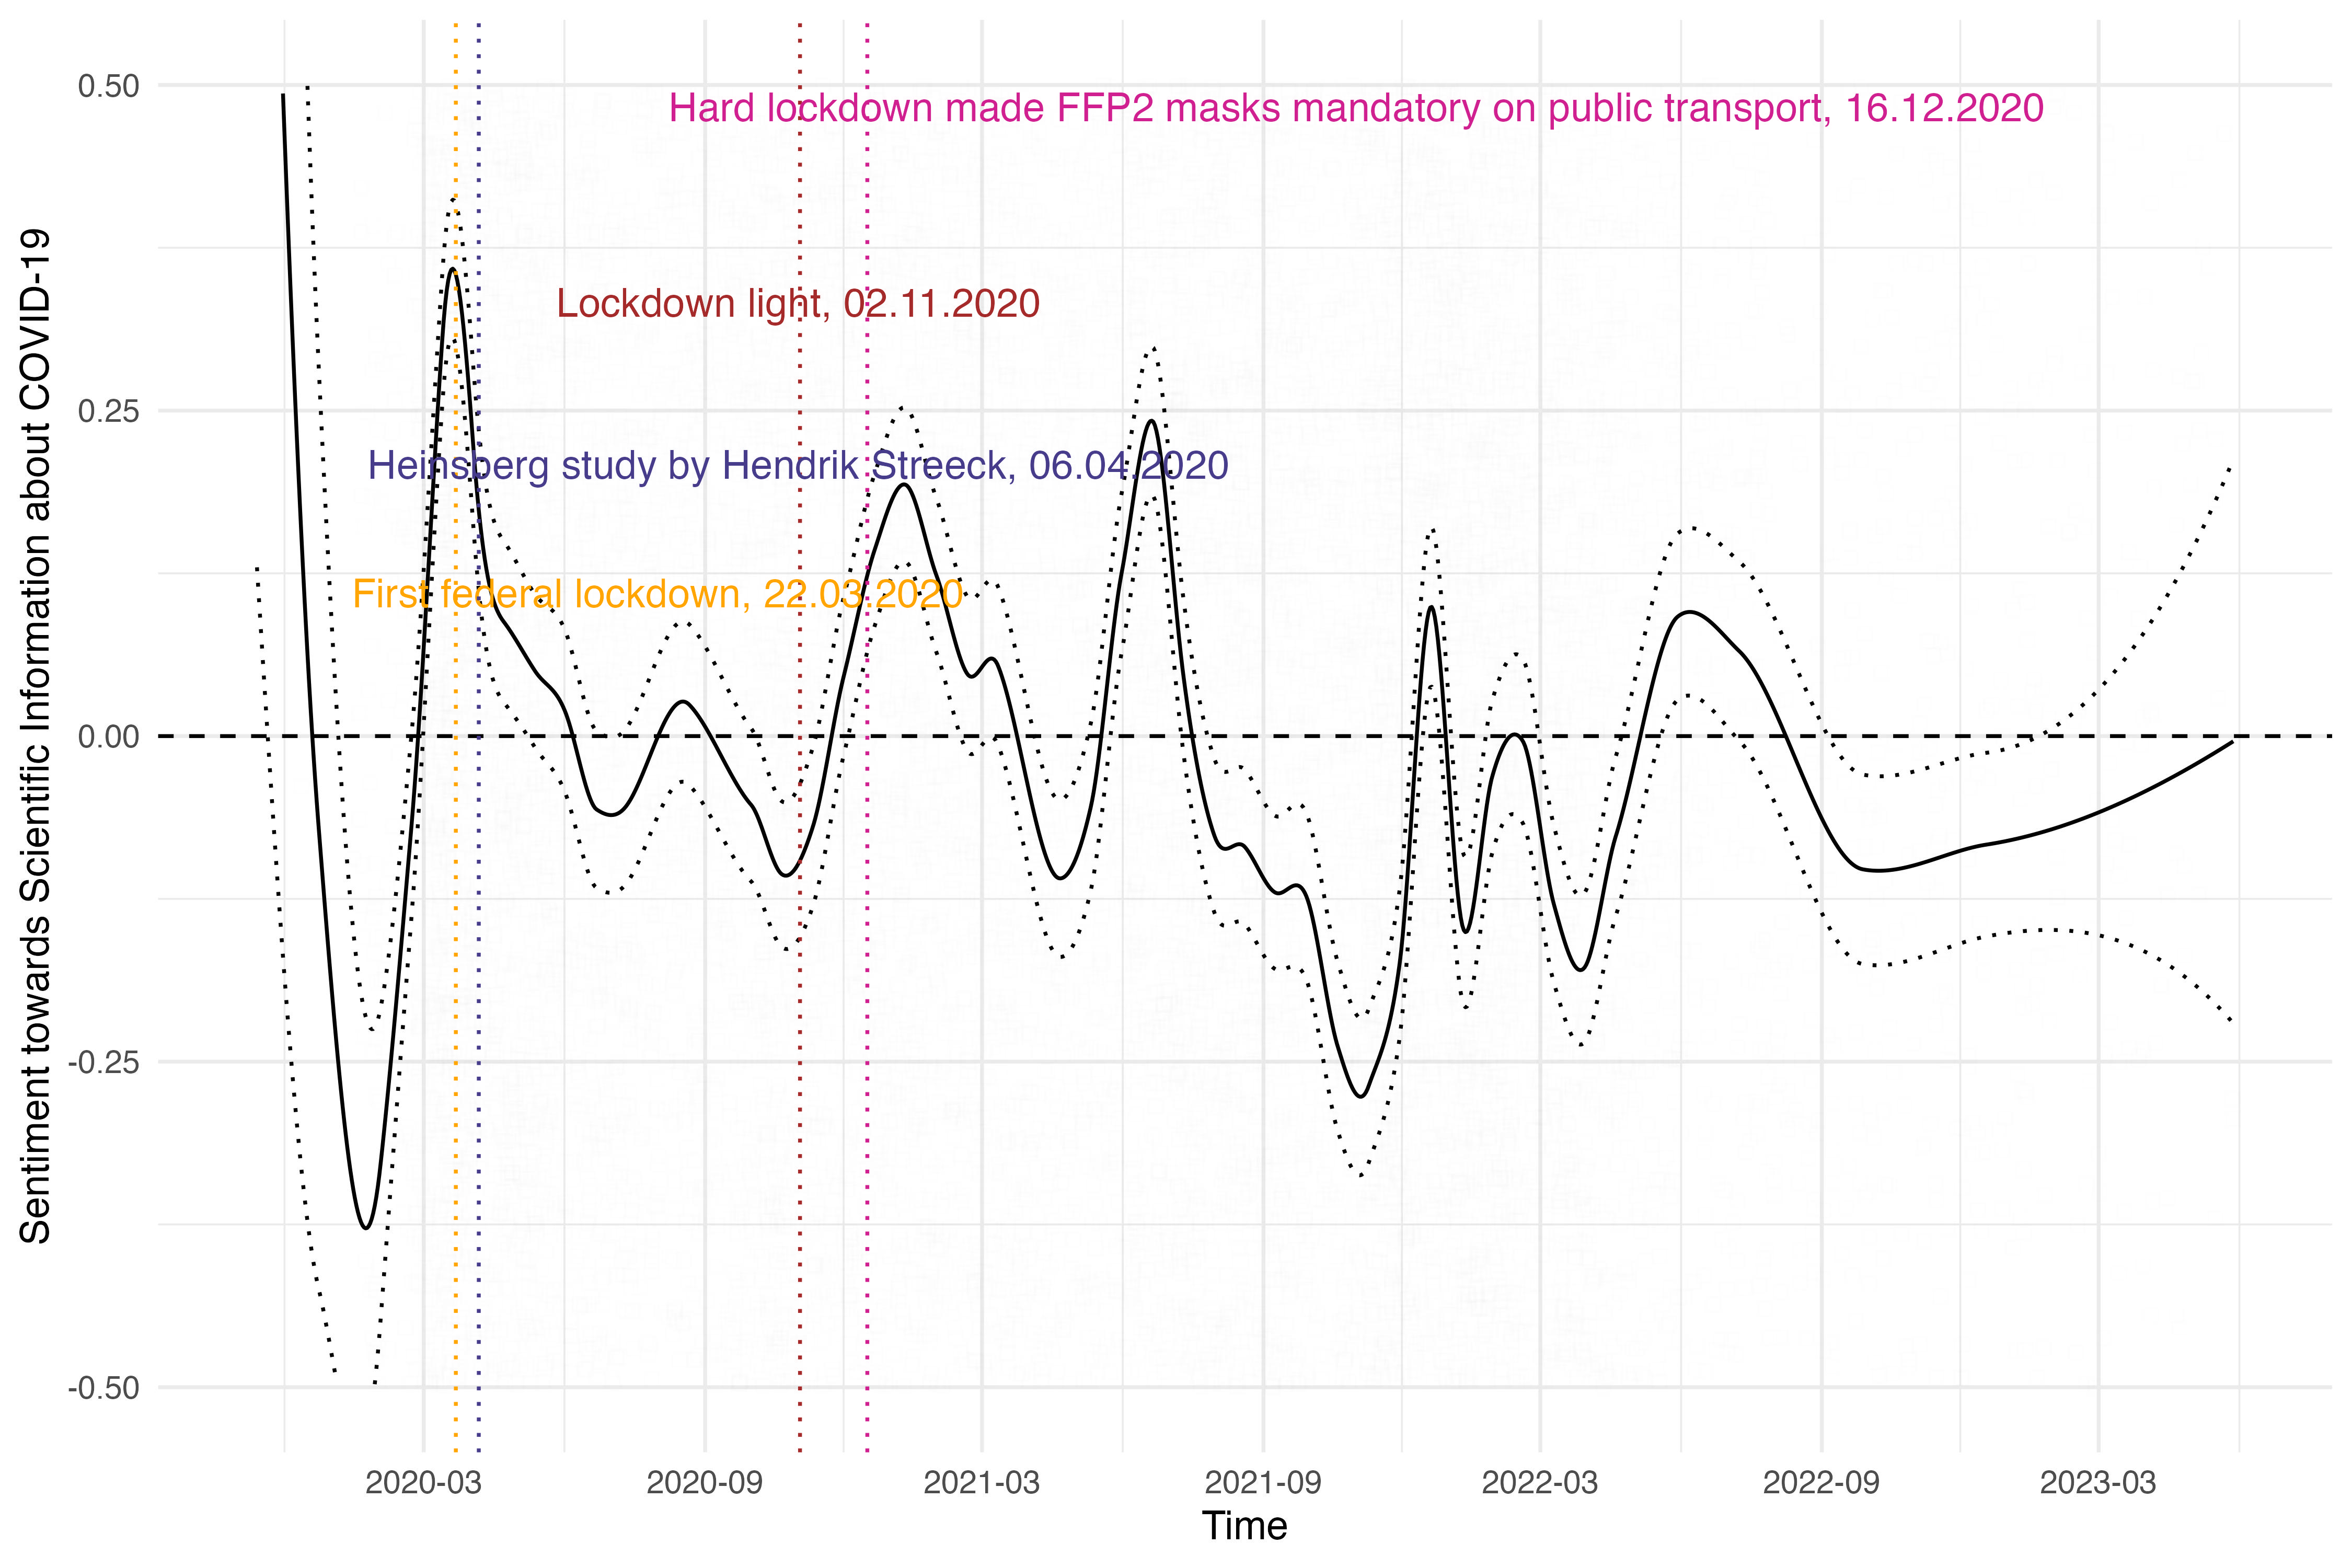 Sentiment towards Scientific Information about COVID-19
0.50
0.25
0.00
-0.25
-0.50
Hard lockdown made FFP2 masks mandatory on public transport, 16.12.2020
Lockdown light, 02.11.2020
Heinsberg study by Hendrik Streeck, 06.04.2020
First federal lockdown, 22.03.2020
2020-03
2020-09
2021-03
2021-09
2022-03
2022-09
2023-03
Time